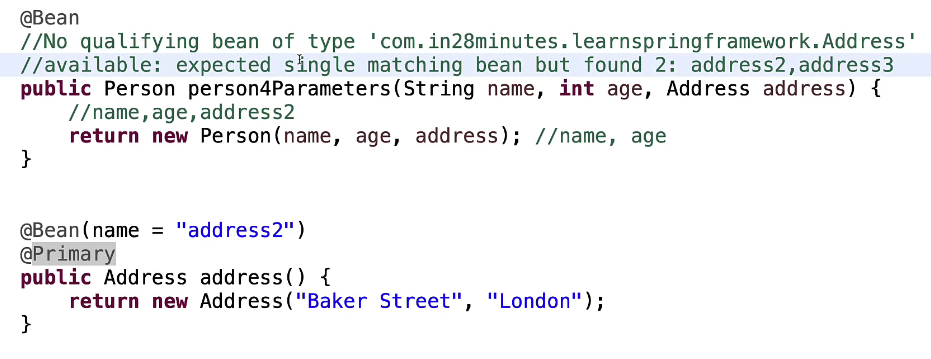 @Bean
//No qualifying bean of type 'com.in28minutes.learnspringframework.Address'
//available: expected single matching bean but found 2: address2,address3
public Person person4Parameters(String name, int age, Address address) {
//name,age,address2
return new Person(name, age, address); //name, age
}
@Bean(name = "address2")
@Primary
public Address address() {
return new Address("Baker Street", "London");
}